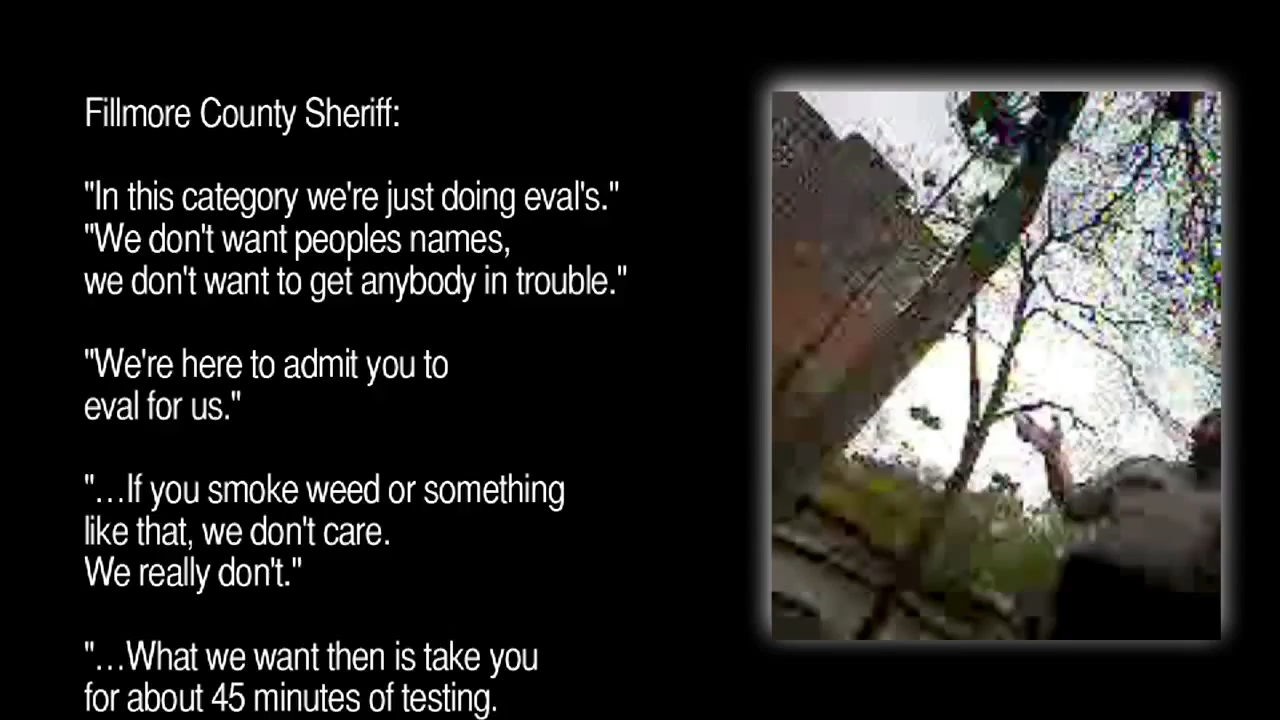 Fillmore County Sheriff:
"In this category we're just doing eval's."
"We don't want peoples names,
we don't want to get anybody in trouble."
"We're here to admit you to
eval for us."
"…If you smoke weed or something
like that, we don't care.
We really don't."
"…What we want then is take you
for about 45 minutes of testing.